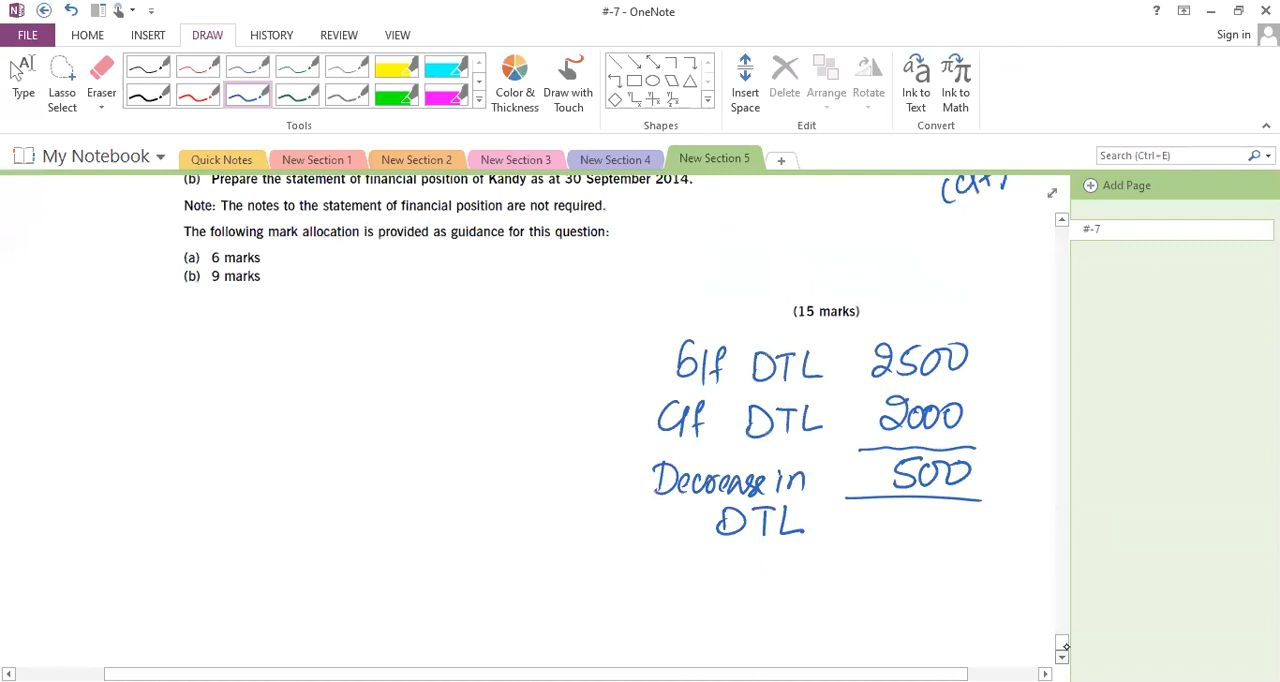 #-7 - OneNote
Sign in
FILE HOME INSERT DRAW HISTORY REVIEW VIEW
Type Lasso Select Eraser Color & Thickness Draw with Touch Insert Space Delete Arrange Rotate Ink to Text Ink to Math
Tools Shapes Edit Convert
My Notebook Quick Notes New Section 1 New Section 2 New Section 3 New Section 4 New Section 5 Search (Ctrl+E)
Add Page
#-7
(b) Prepare the statement of financial position of Kandy as at 30 September 2014.
Note: The notes to the statement of financial position are not required.
The following mark allocation is provided as guidance for this question:
(a) 6 marks
(b) 9 marks
(15 marks)
b/f DTL 2500
c/f DTL 2000
Decrease in 500
DTL